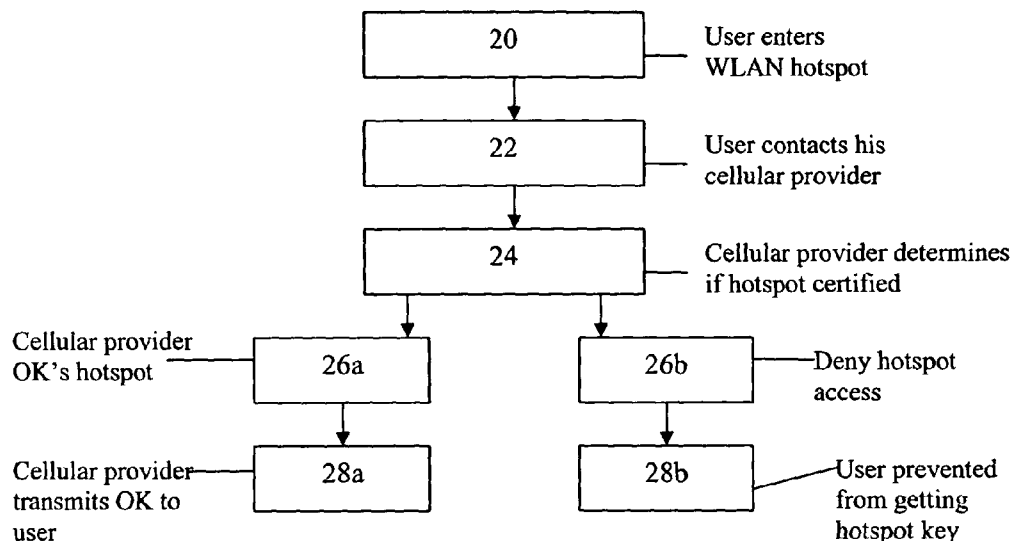 20
User enters
WLAN hotspot
22
User contacts his
cellular provider
24
Cellular provider determines
if hotspot certified
Cellular provider
OK's hotspot
26a
26b
Deny hotspot
access
Cellular provider
transmits OK to
user
28a
28b
User prevented
from getting
hotspot key